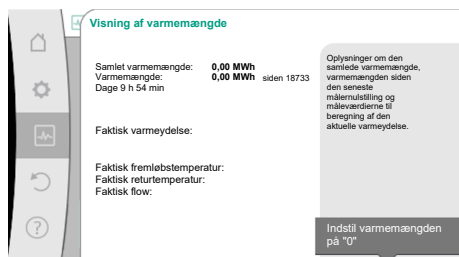 Visning af varmemængde
Samlet varmemængde: 0,00 MWh
Varmemængde: 0,00 MWh siden 18733
Dage 9 h 54 min
Faktisk varmeydelse:
Faktisk fremløbstemperatur:
Faktisk returtemperatur:
Faktisk flow:
Oplysninger om den
samlede varmemængde,
varmemængden siden
den seneste
målernulstilling og
måleværdierne til
beregning af den
aktuelle varmeydelse.
Indstil varmemængden
på "0"
?